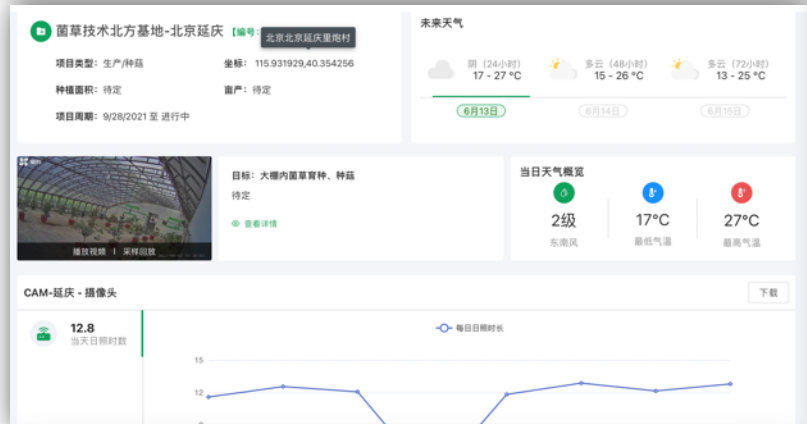 菌草技术北方基地-北京延庆 【编号:
北京北京延庆里炮村
项目类型: 生产/种菇
坐标: 115.931929,40.354256
种植面积: 待定
亩产: 待定
项目周期: 9/28/2021 至 进行中
未来天气
阴 (24小时)
17 - 27 °C
多云 (48小时)
15 - 26 °C
多云 (72小时)
13 - 25 °C
6月13日
6月14日
6月15日
播放视频 | 采样回放
目标: 大棚内菌草育种、种菇
待定
查看详情
当日天气概览
2级
东南风
17°C
最低气温
27°C
最高气温
CAM-延庆 - 摄像头
下载
12.8
当天日照时数
每日日照时长
15
12